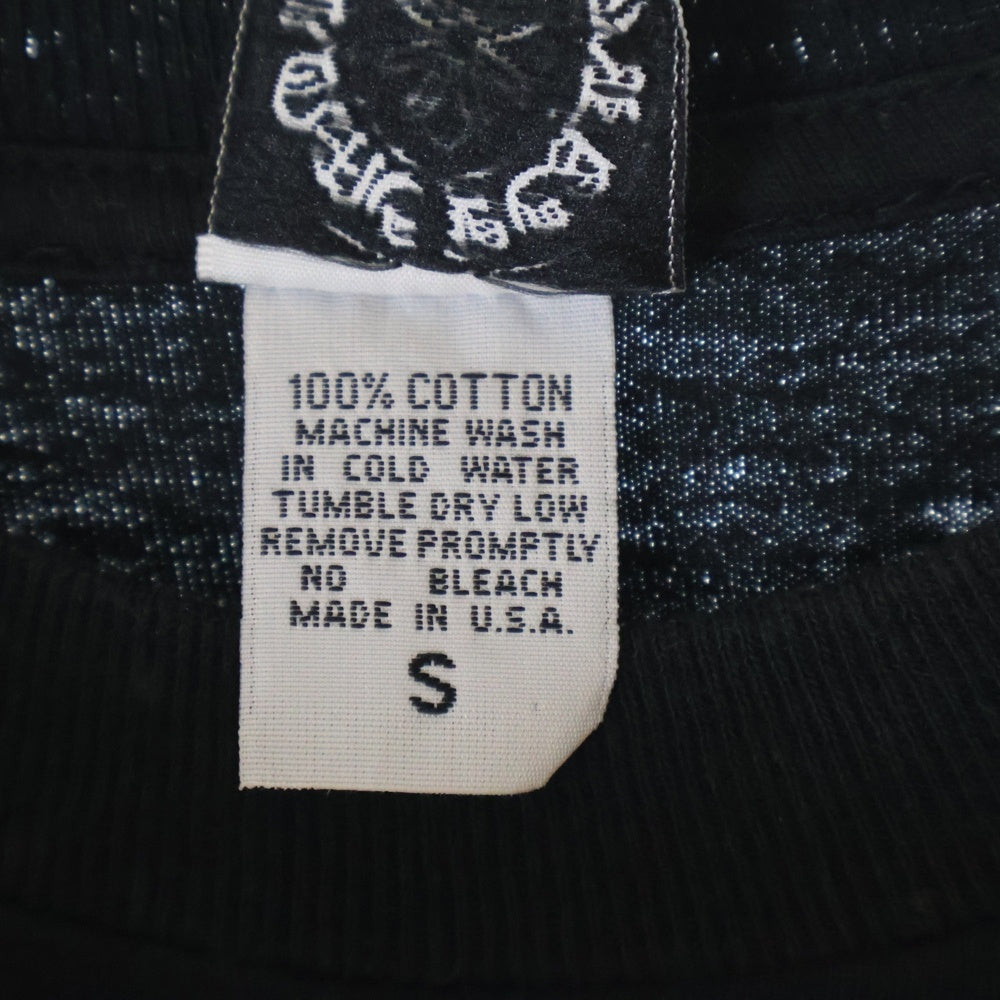 100% COTTON
MACHINE WASH
IN COLD WATER
TUMBLE DRY LOW
REMOVE PROMPTLY
NO BLEACH
MADE IN U.S.A.
S